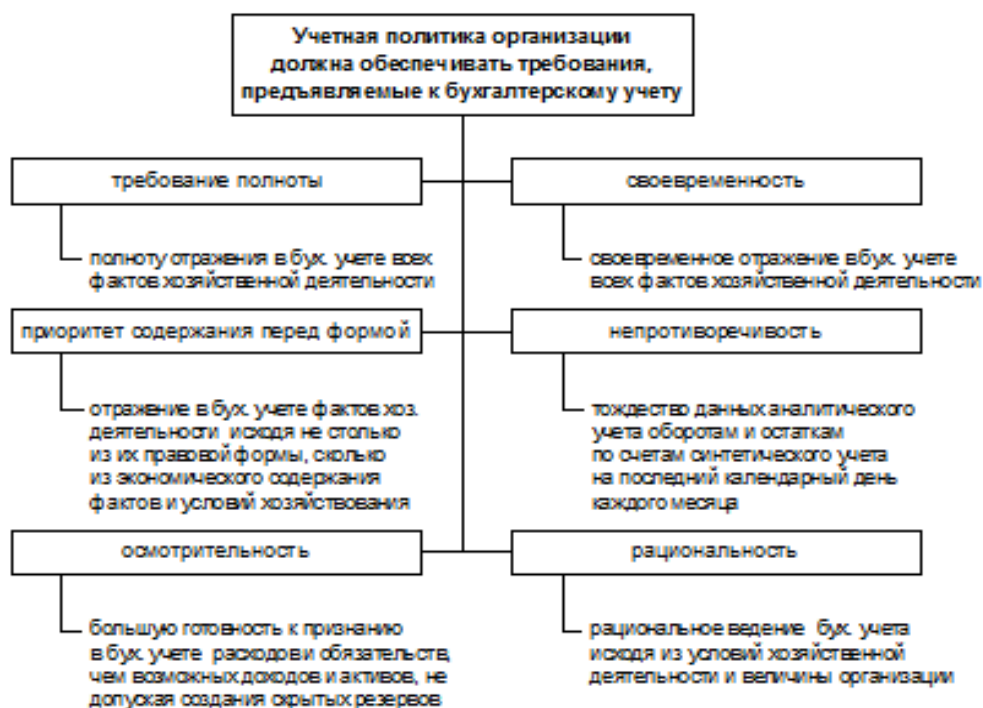 Учетная политика организации
должна обеспечивать требования,
предъявляемые к бухгалтерскому учету
требование полноты
полноту отражения в бух. учете всех
фактов хозяйственной деятельности
своевременность
своевременное отражение в бух. учете
всех фактов хозяйственной деятельности
приоритет содержания перед формой
отражение в бух. учете фактов хоз.
деятельности исходя не столько
из их правовой формы, сколько
из экономического содержания
фактов и условий хозяйствования
непротиворечивость
тождество данных аналитического
учета оборотам и остаткам
по счетам синтетического учета
на последний календарный день
каждого месяца
осмотрительность
большую готовность к признанию
в бух. учете расходов и обязательств,
чем возможных доходов и активов, не
допуская создания скрытых резервов
рациональность
рациональное ведение бух. учета
исходя из условий хозяйственной
деятельности и величины организации